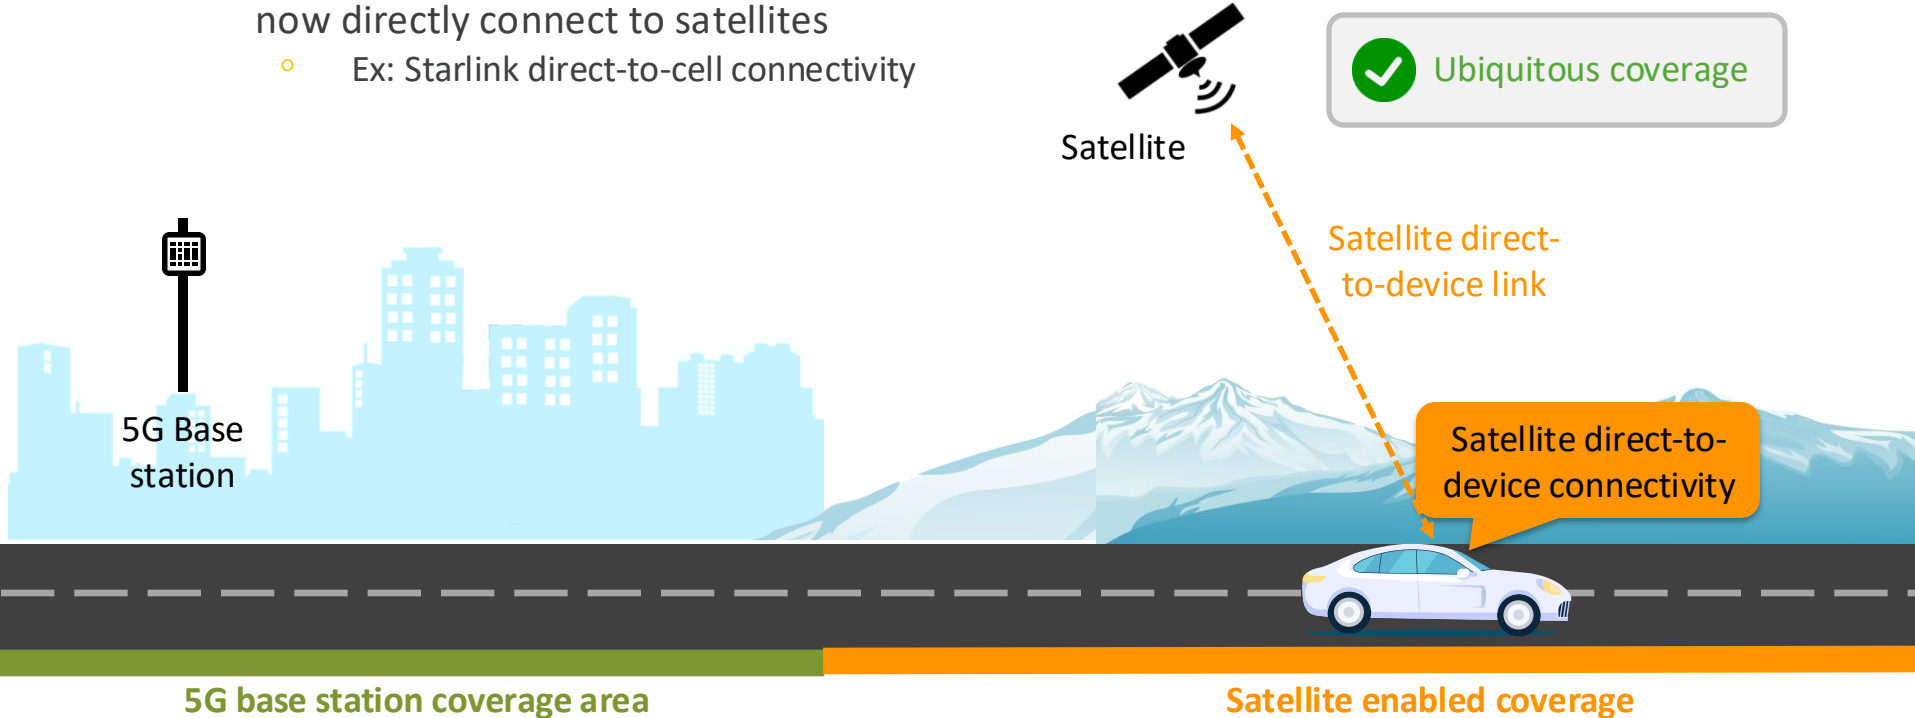 now directly connect to satellites
Ex: Starlink direct-to-cell connectivity
Ubiquitous coverage
Satellite
Satellite direct-
to-device link
5G Base
station
Satellite direct-to-
device connectivity
5G base station coverage area
Satellite enabled coverage